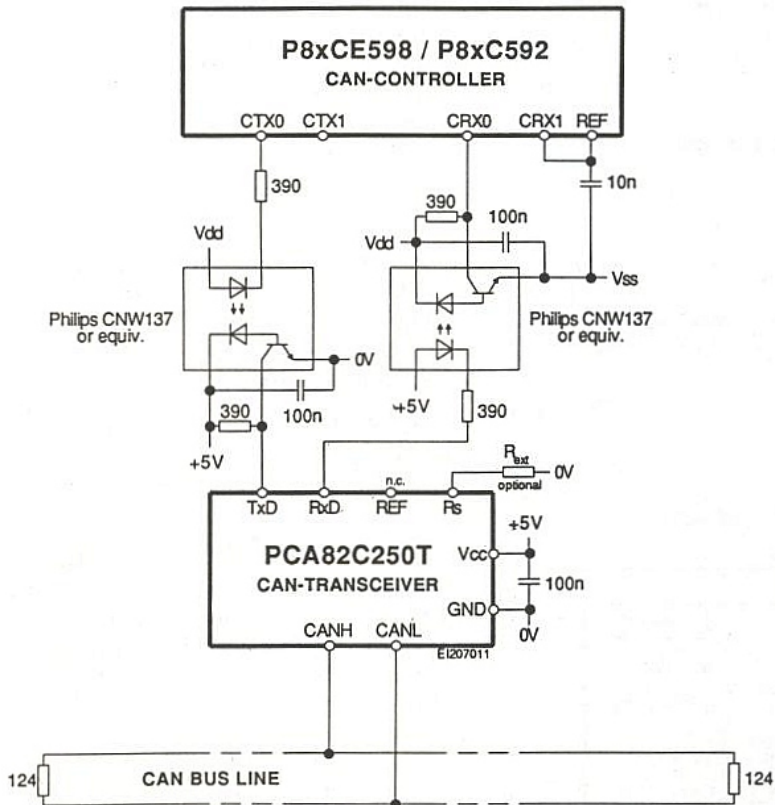 P8xCE598 / P8xC592
CAN-CONTROLLER
CTX0 CTX1 CRX0 CRX1 REF
390
10n
390
100n
Vdd
Vdd
Vss
Philips CNW137
or equiv.
Philips CNW137
or equiv.
0V
100n
390
+5V
+5V
390
Rext
optional
0V
n.c.
TxD RxD REF Rs
+5V
PCA82C250T
CAN-TRANSCEIVER
Vcc
100n
GND
0V
CANH CANL
EI207011
124
CAN BUS LINE
124